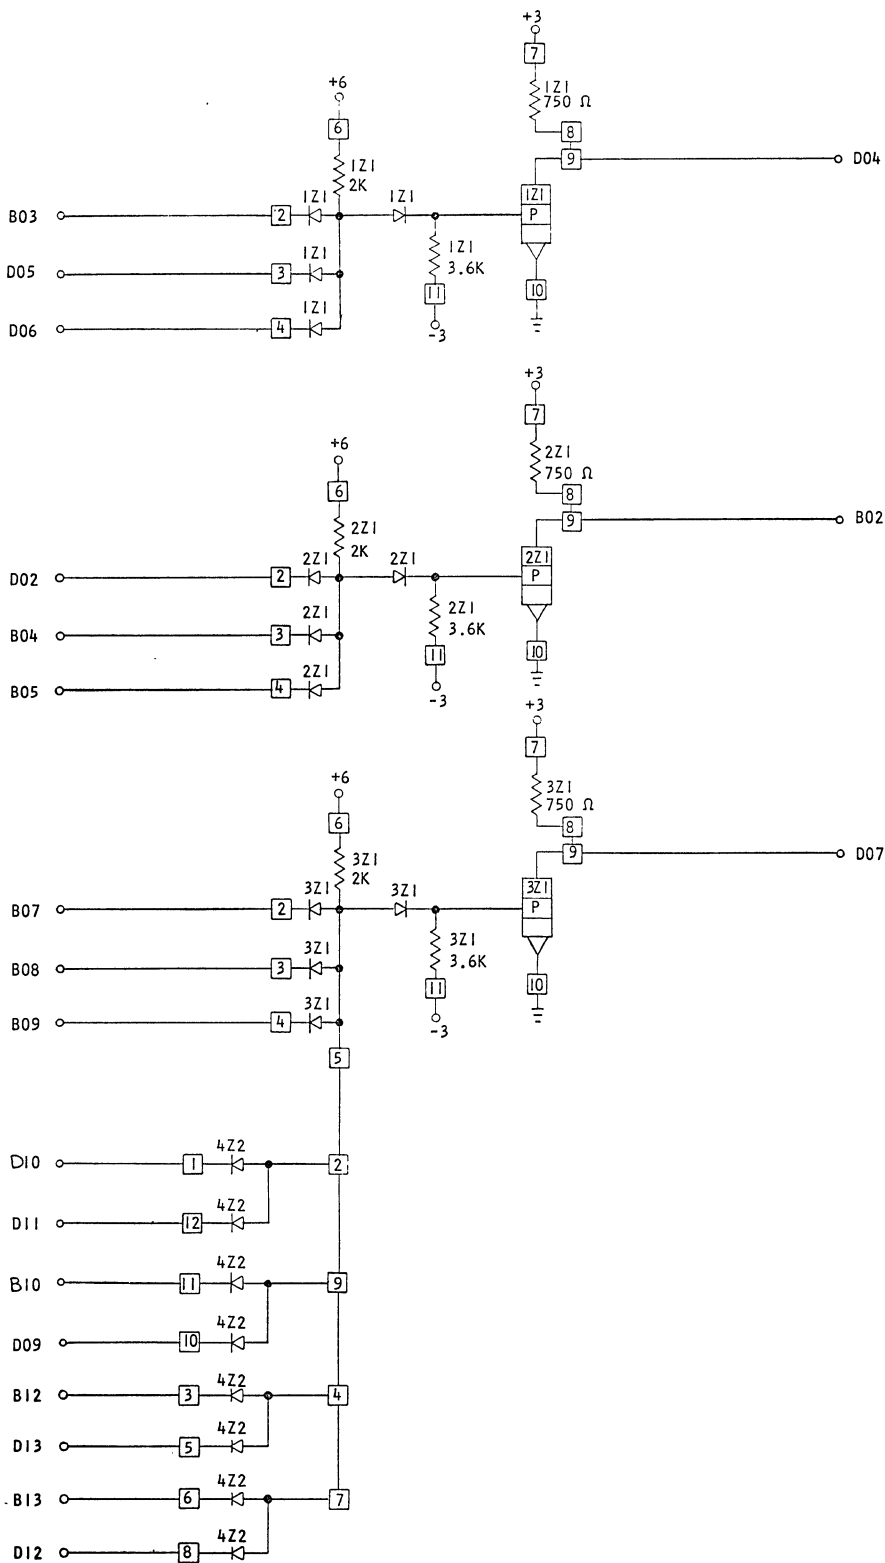 +3
7
1Z1
750 Ω
8
9
D04
+6
6
1Z1
2K
1Z1
1Z1
1Z1
P
B03
2
1Z1
D05
3
1Z1
3.6K
1Z1
11
10
D06
4
-3
+3
7
2Z1
750 Ω
8
9
B02
+6
6
2Z1
2K
2Z1
2Z1
2Z1
P
D02
2
2Z1
B04
3
2Z1
3.6K
2Z1
11
10
B05
4
-3
+3
7
3Z1
750 Ω
8
9
D07
+6
6
3Z1
2K
3Z1
3Z1
3Z1
P
B07
2
3Z1
B08
3
3Z1
3.6K
3Z1
11
10
B09
4
-3
5
4Z2
D10
1
2
4Z2
D11
12
4Z2
B10
11
9
4Z2
D09
10
4Z2
B12
3
4
4Z2
D13
5
4Z2
B13
6
7
4Z2
D12
8